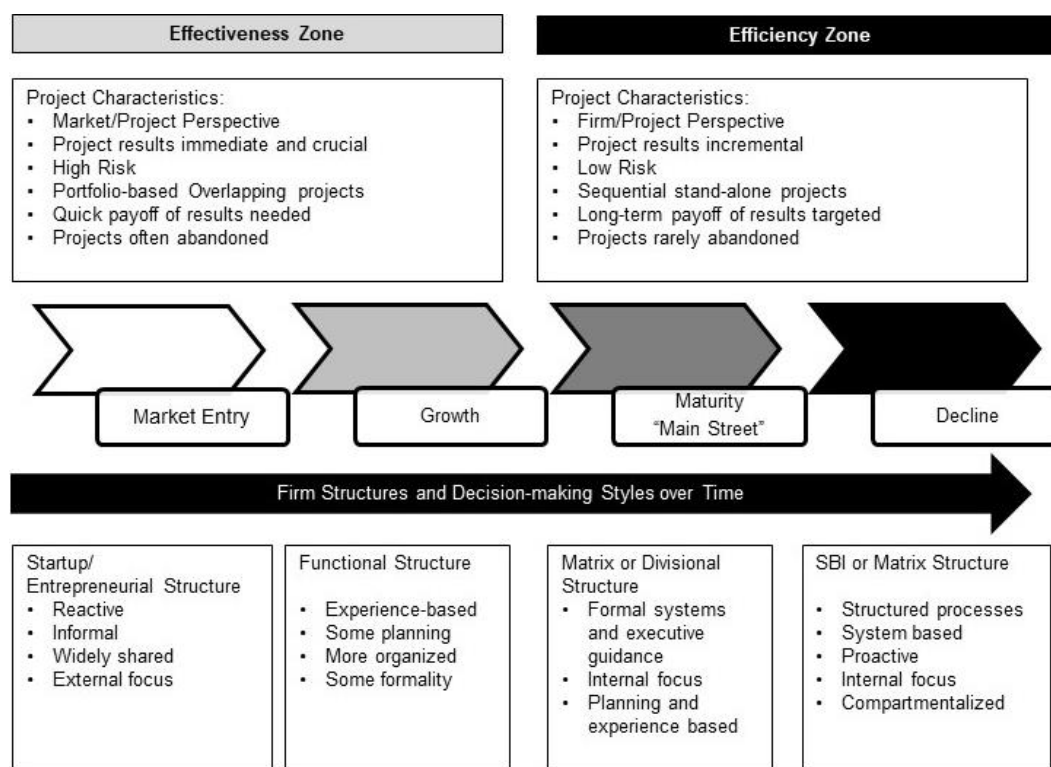 Effectiveness Zone
Efficiency Zone
Project Characteristics:
• Market/Project Perspective
• Project results immediate and crucial
• High Risk
• Portfolio-based Overlapping projects
• Quick payoff of results needed
• Projects often abandoned
Project Characteristics:
• Firm/Project Perspective
• Project results incremental
• Low Risk
• Sequential stand-alone projects
• Long-term payoff of results targeted
• Projects rarely abandoned
Market Entry
Growth
Maturity
“Main Street”
Decline
Firm Structures and Decision-making Styles over Time
Startup/
Entrepreneurial Structure
• Reactive
• Informal
• Widely shared
• External focus
Functional Structure
• Experience-based
• Some planning
• More organized
• Some formality
Matrix or Divisional
Structure
• Formal systems
and executive
guidance
• Internal focus
• Planning and
experience based
SBI or Matrix Structure
• Structured processes
• System based
• Proactive
• Internal focus
• Compartmentalized